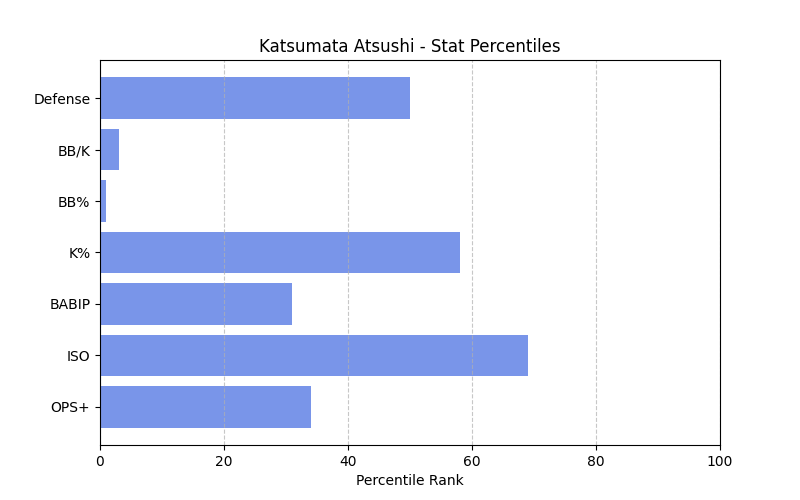 Katsumata Atsushi - Stat Percentiles
Defense
BB/K
BB%
K%
BABIP
ISO
OPS+
0 20 40 60 80 100
Percentile Rank